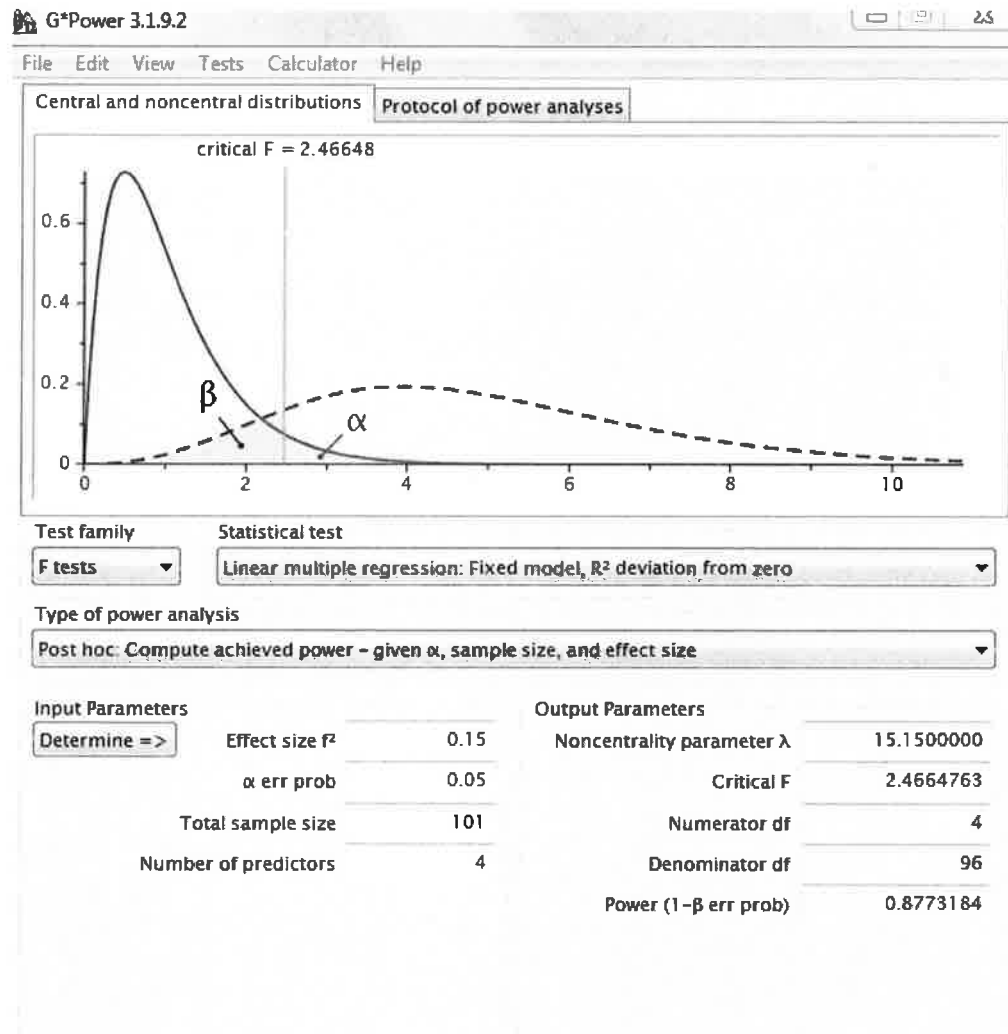 G*Power 3.1.9.2
File Edit View Tests Calculator Help
Central and noncentral distributions Protocol of power analyses
critical F = 2.46648
0.6
0.4
0.2
0
β
α
0 2 4 6 8 10
Test family Statistical test
F tests Linear multiple regression: Fixed model, R² deviation from zero
Type of power analysis
Post hoc: Compute achieved power – given α, sample size, and effect size
Input Parameters Output Parameters
Determine => Effect size f² 0.15 Noncentrality parameter λ 15.1500000
α err prob 0.05 Critical F 2.4664763
Total sample size 101 Numerator df 4
Number of predictors 4 Denominator df 96
Power (1-β err prob) 0.8773184